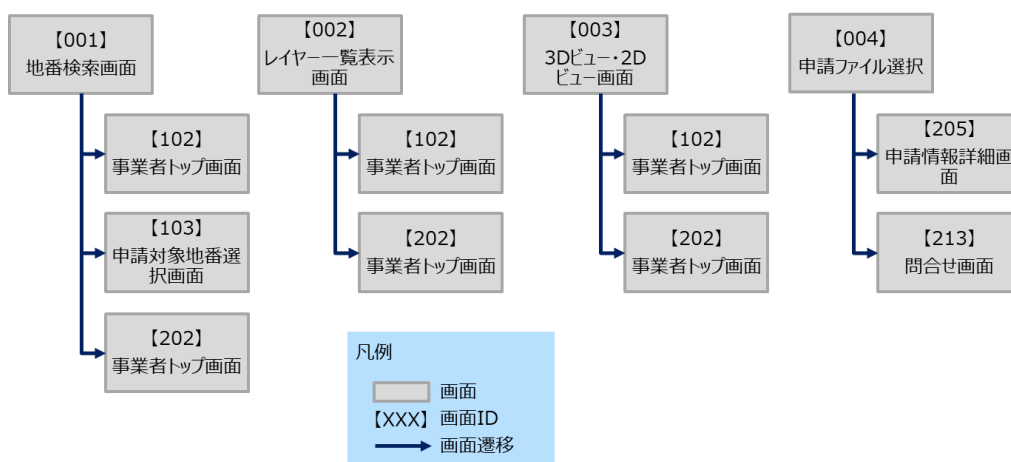 【001】
地番検索画面
【102】
事業者トップ画面
【103】
申請対象地番選
択画面
【202】
事業者トップ画面
【002】
レイヤー一覧表示
画面
【102】
事業者トップ画面
【202】
事業者トップ画面
【003】
3Dビュー・2D
ビュー画面
【102】
事業者トップ画面
【202】
事業者トップ画面
【004】
申請ファイル選択
【205】
申請情報詳細画
面
【213】
問合せ画面
凡例
画面
【XXX】 画面ID
画面遷移